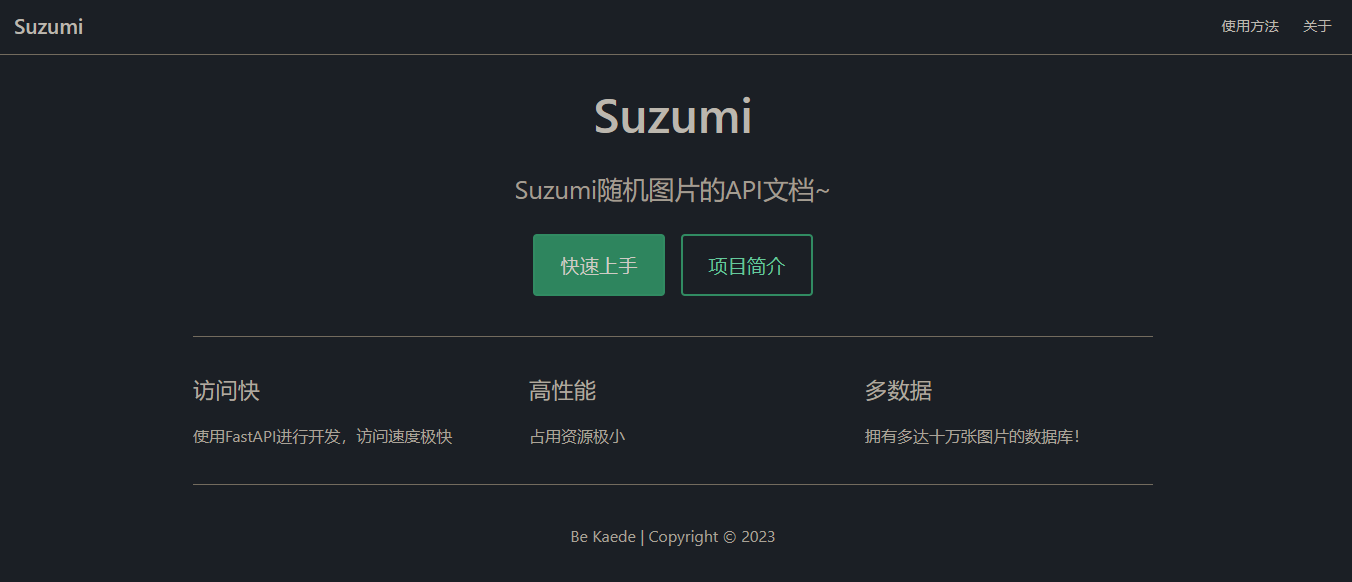 Suzumi 使用方法 关于
Suzumi
Suzumi随机图片的API文档~
快速上手 项目简介
访问快 高性能 多数据
使用FastAPI进行开发，访问速度极快 占用资源极小 拥有多达十万张图片的数据库！
Be Kaede | Copyright © 2023